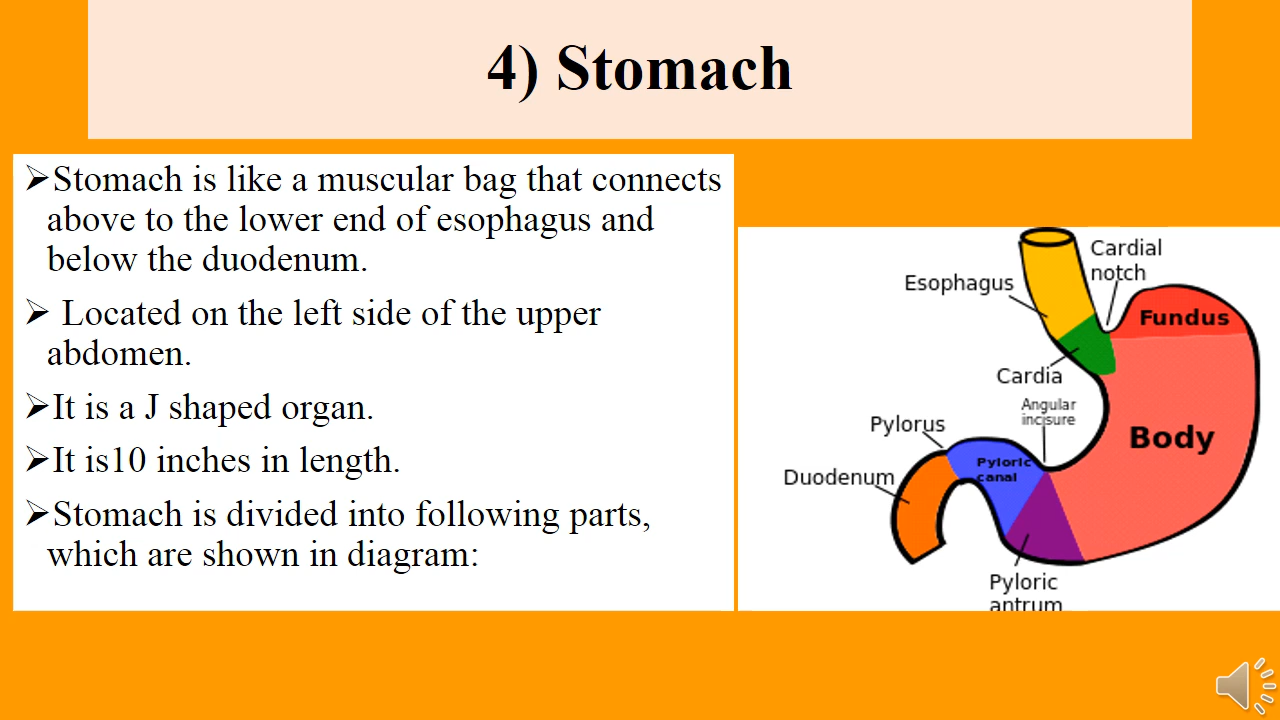 4) Stomach
➢Stomach is like a muscular bag that connects
above to the lower end of esophagus and
below the duodenum.
➢ Located on the left side of the upper
abdomen.
➢It is a J shaped organ.
➢It is10 inches in length.
➢Stomach is divided into following parts,
which are shown in diagram:
Cardial
notch
Esophagus
Fundus
Cardia
Angular
incisure
Pylorus
Body
Pyloric
canal
Duodenum
Pyloric
antrum